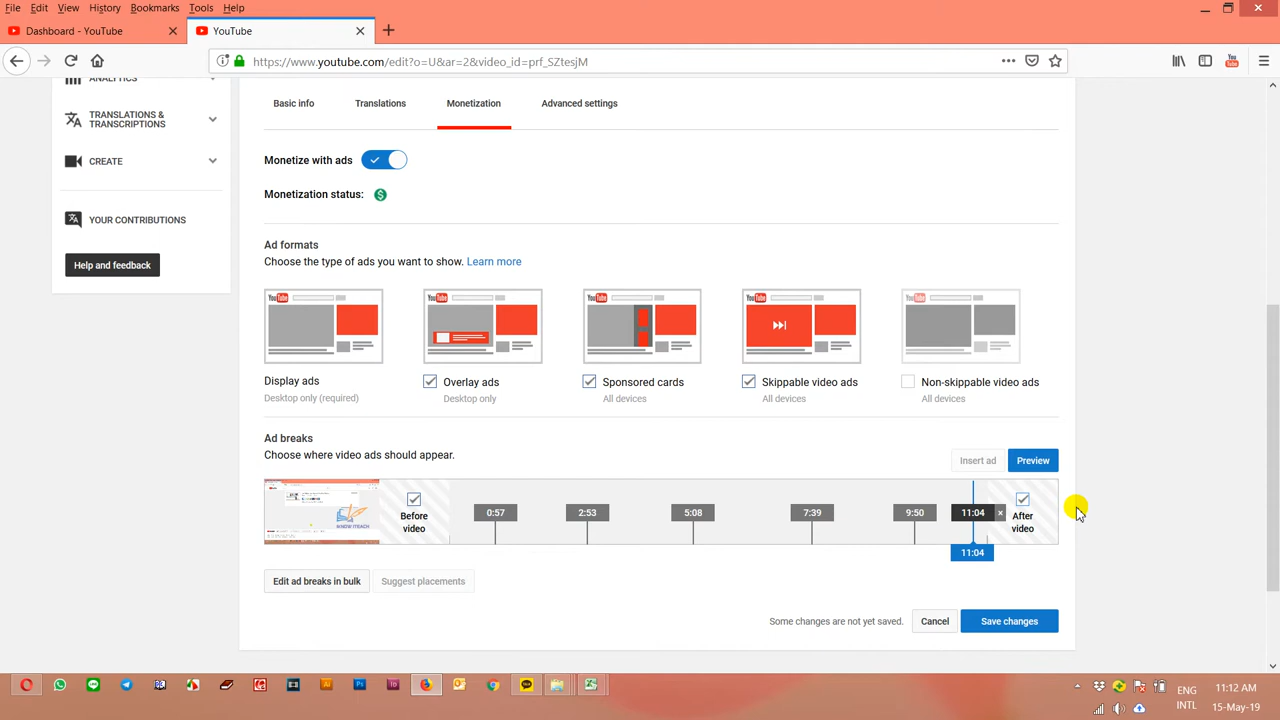 File Edit View History Bookmarks Tools Help
Dashboard - YouTube
YouTube
https://www.youtube.com/edit?o=U&ar=2&video_id=prf_SZtesjM
ANALYTICS
TRANSLATIONS &
TRANSCRIPTIONS
CREATE
YOUR CONTRIBUTIONS
Help and feedback
Basic info Translations Monetization Advanced settings
Monetize with ads
Monetization status:
Ad formats
Choose the type of ads you want to show. Learn more
Display ads
Desktop only (required)
Overlay ads
Desktop only
Sponsored cards
All devices
Skippable video ads
All devices
Non-skippable video ads
All devices
Ad breaks
Choose where video ads should appear.
Insert ad Preview
Before
video
0:57 2:53 5:08 7:39 9:50 11:04
After
video
11:04
Edit ad breaks in bulk Suggest placements
Some changes are not yet saved. Cancel Save changes
ENG
INTL
11:12 AM
15-May-19